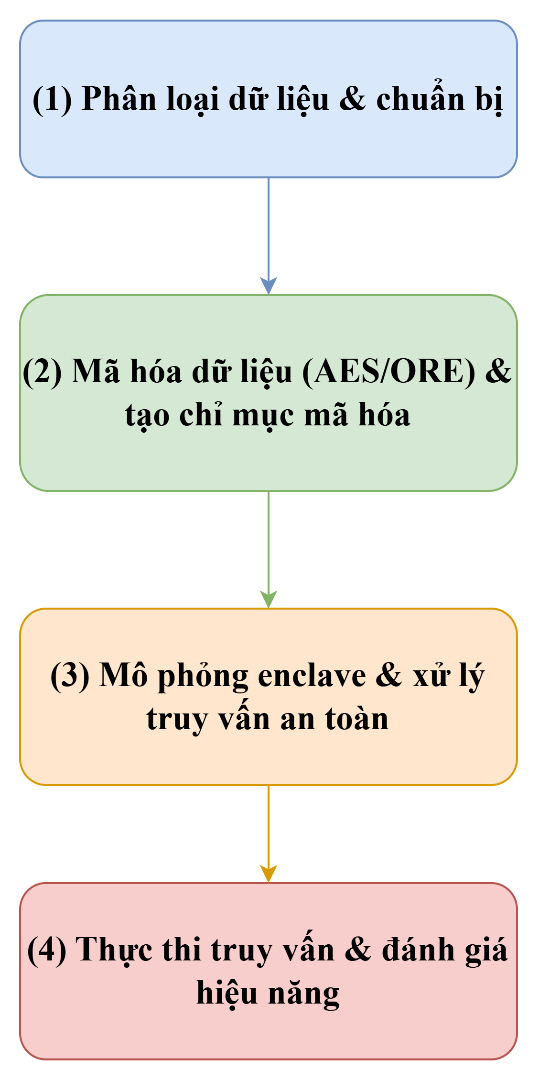 (1) Phân loại dữ liệu & chuẩn bị
(2) Mã hóa dữ liệu (AES/ORE) &
tạo chỉ mục mã hóa
(3) Mô phỏng enclave & xử lý
truy vấn an toàn
(4) Thực thi truy vấn & đánh giá
hiệu năng